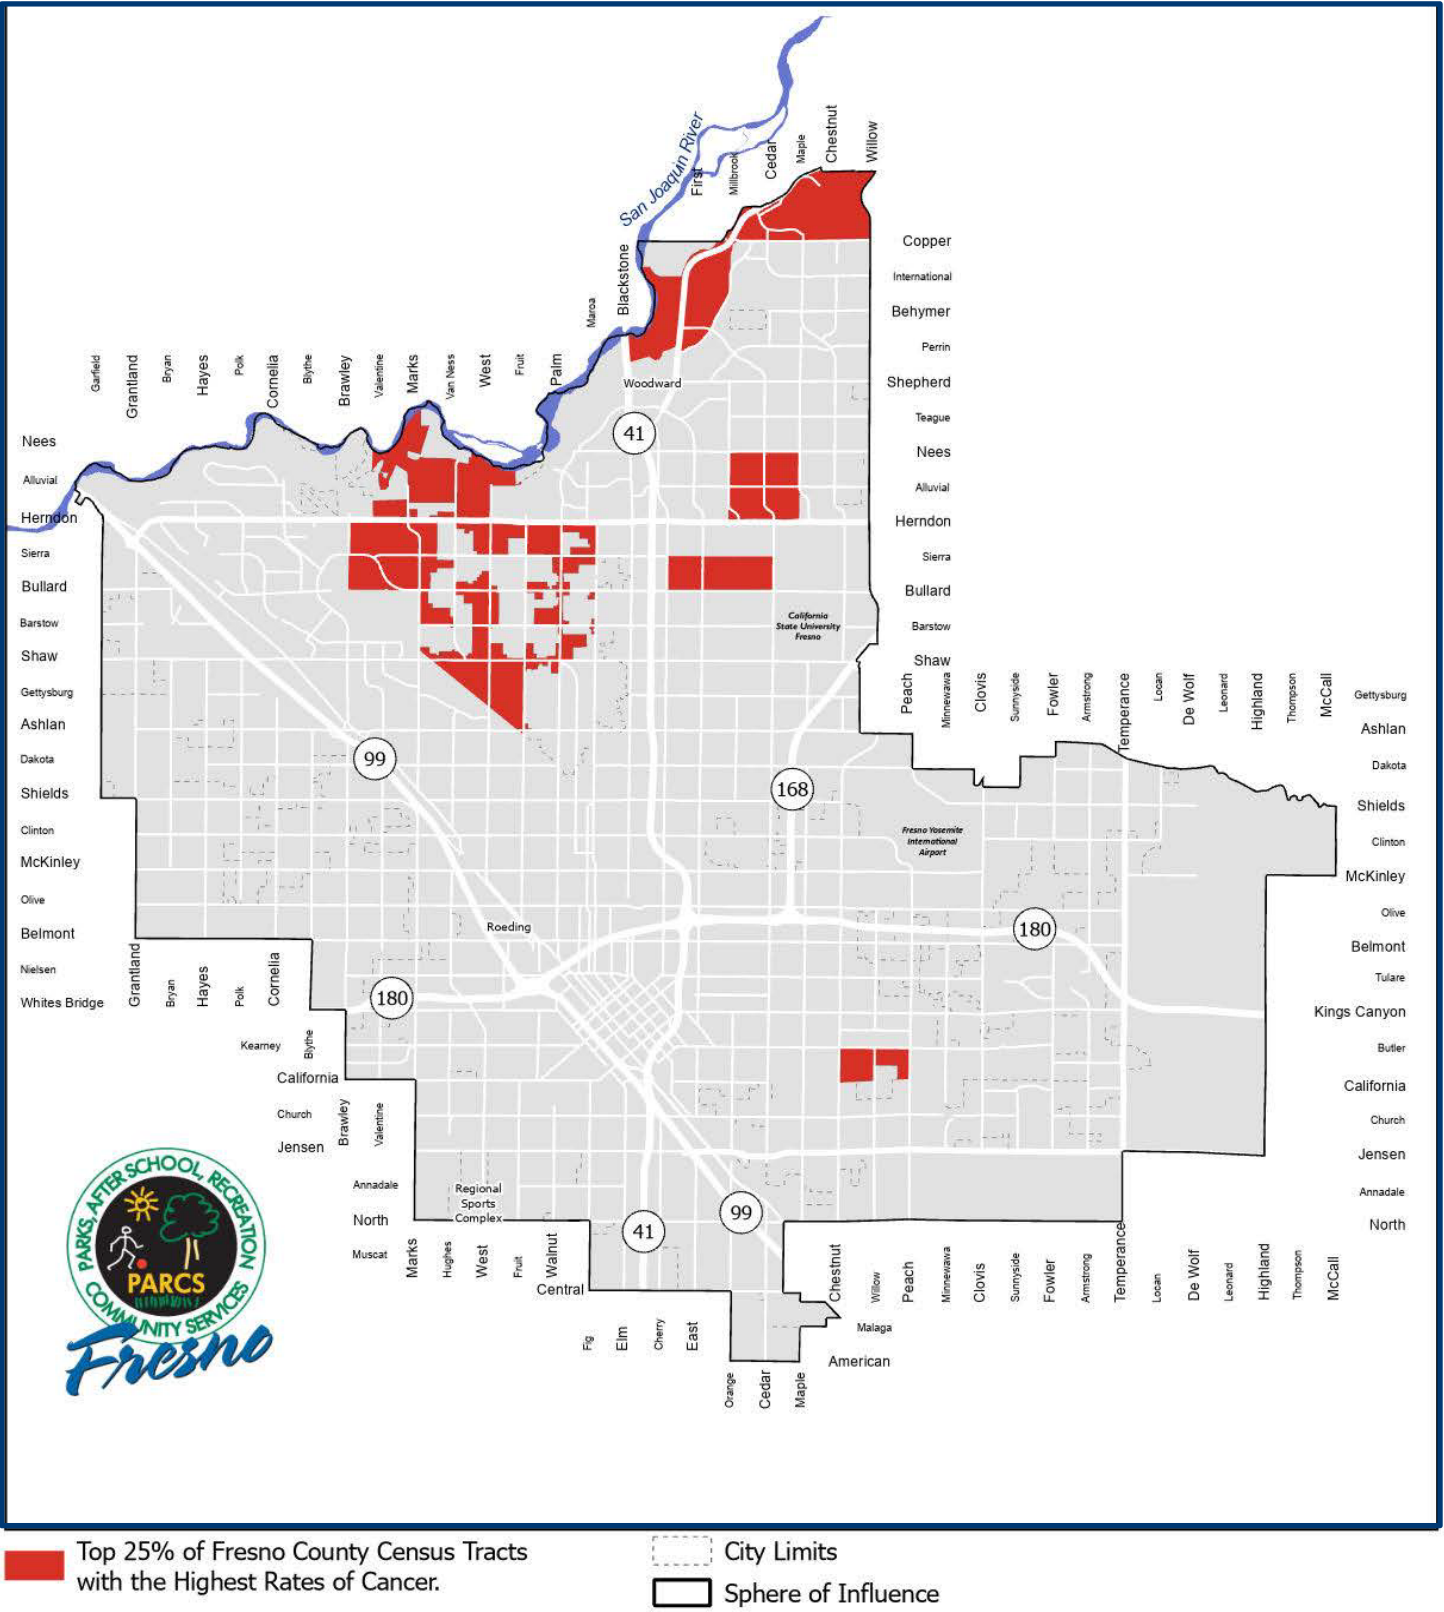 San Joaquin River
First
Millbrook
Cedar
Maple
Chestnut
Willow
Copper
International
Behymer
Perrin
Shepherd
Teague
Nees
Alluvial
Herndon
Sierra
Bullard
Barstow
Shaw
Blackstone
Maroa
Woodward
41
Garfield
Grantland
Bryan
Hayes
Polk
Cornelia
Blythe
Brawley
Valentine
Marks
Van Ness
West
Fruit
Palm
Nees
Alluvial
Herndon
Sierra
Bullard
Barstow
Shaw
Gettysburg
Ashlan
Dakota
Shields
Clinton
McKinley
Olive
Belmont
Nielsen
Whites Bridge
California
State University
Fresno
Peach
Minnewawa
Clovis
Sunnyside
Fowler
Armstrong
Temperance
Locan
De Wolf
Leonard
Highland
Thompson
McCall
Gettysburg
Ashlan
Dakota
Shields
Clinton
McKinley
Olive
Belmont
Tulare
Kings Canyon
Butler
California
Church
Jensen
Annadale
North
99
168
Fresno Yosemite
International
Airport
Roeding
180
180
Grantland
Bryan
Hayes
Polk
Cornelia
Kearney
Blythe
California
Church
Brawley
Valentine
Jensen
Annadale
North
Muscat
Regional
Sports
Complex
41
99
Marks
Hughes
West
Fruit
Walnut
Central
Fig
Elm
Cherry
East
Orange
Cedar
Maple
American
Malaga
Chestnut
Willow
Peach
Minnewawa
Clovis
Sunnyside
Fowler
Armstrong
Temperance
Locan
De Wolf
Leonard
Highland
Thompson
McCall
PARKS, AFTER SCHOOL, RECREATION
COMMUNITY SERVICES
PARCS
Fresno
Top 25% of Fresno County Census Tracts
with the Highest Rates of Cancer.
City Limits
Sphere of Influence